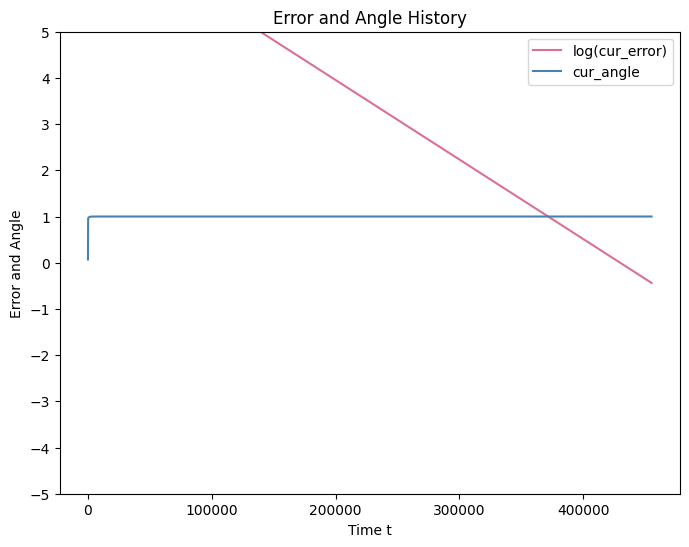 Error and Angle History
log(cur_error)
cur_angle
Error and Angle
5
4
3
2
1
0
−1
−2
−3
−4
−5
0 100000 200000 300000 400000
Time t